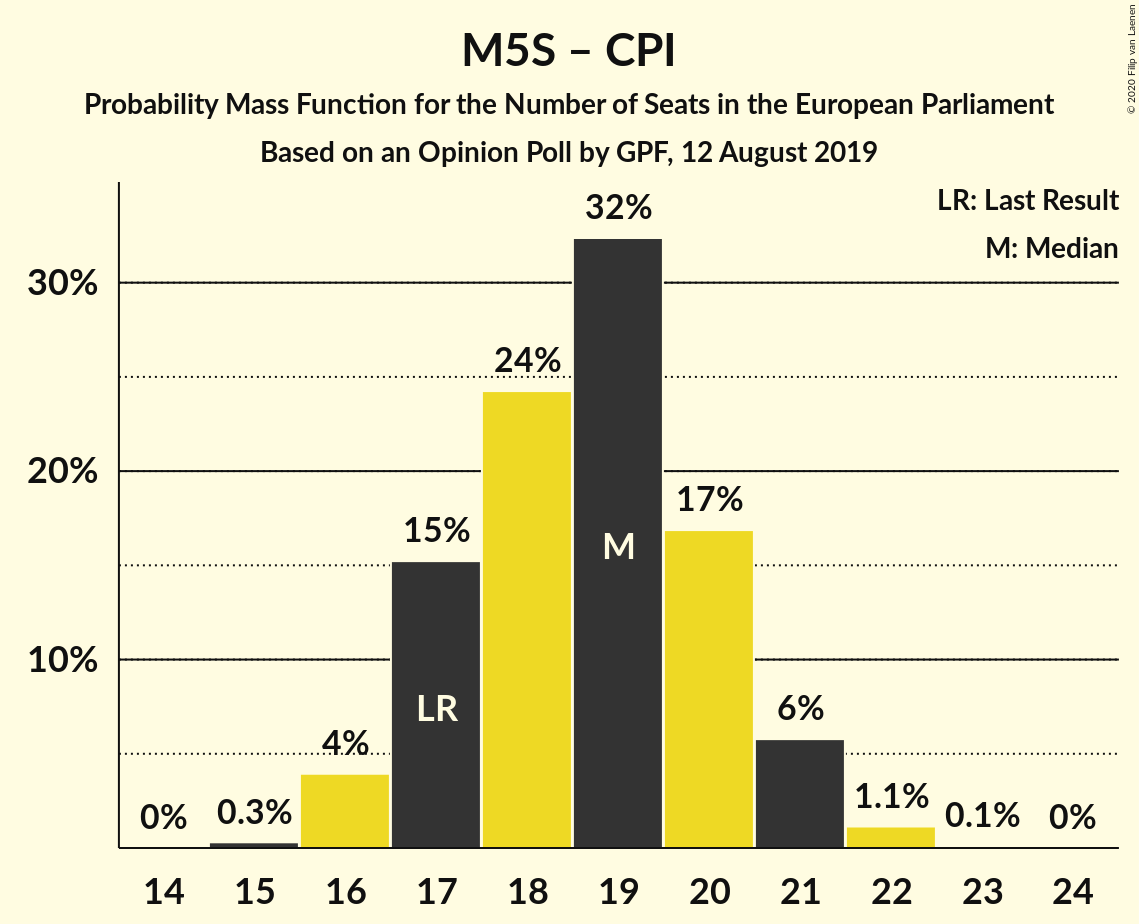 M5S – CPI
Probability Mass Function for the Number of Seats in the European Parliament
Based on an Opinion Poll by GPF, 12 August 2019
© 2020 Filip van Laenen
LR: Last Result
M: Median
30%
20%
10%
0%
0.3%
4%
15%
24%
32%
17%
6%
1.1%
0.1%
0%
LR
M
14 15 16 17 18 19 20 21 22 23 24